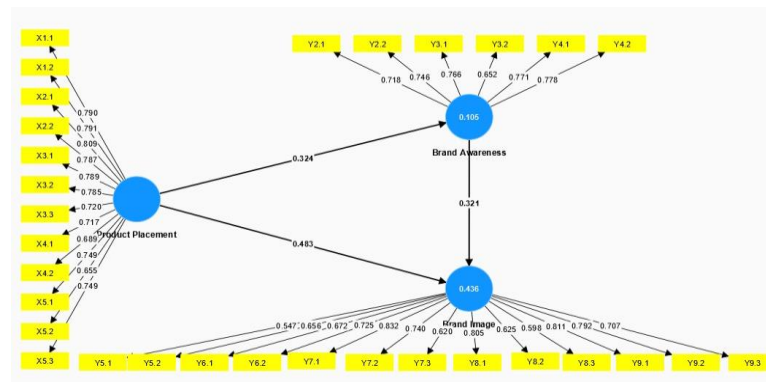 X1.1
X1.2
X2.1
X2.2
X3.1
X3.2
X3.3
X4.1
X4.2
X5.1
X5.2
X5.3
0.790
0.791
0.809
0.787
0.789
0.785
0.720
0.717
0.689
0.749
0.655
0.749
Product Placement
Y2.1 Y2.2 Y3.1 Y3.2 Y4.1 Y4.2
0.718 0.746 0.766 0.652 0.771 0.778
0.105
Brand Awareness
0.324
0.321
0.483
0.436
Brand Image
0.547 0.656 0.672 0.725 0.832 0.740 0.620 0.805 0.625 0.598 0.811 0.792 0.707
Y5.1 Y5.2 Y6.1 Y6.2 Y7.1 Y7.2 Y7.3 Y8.1 Y8.2 Y8.3 Y9.1 Y9.2 Y9.3